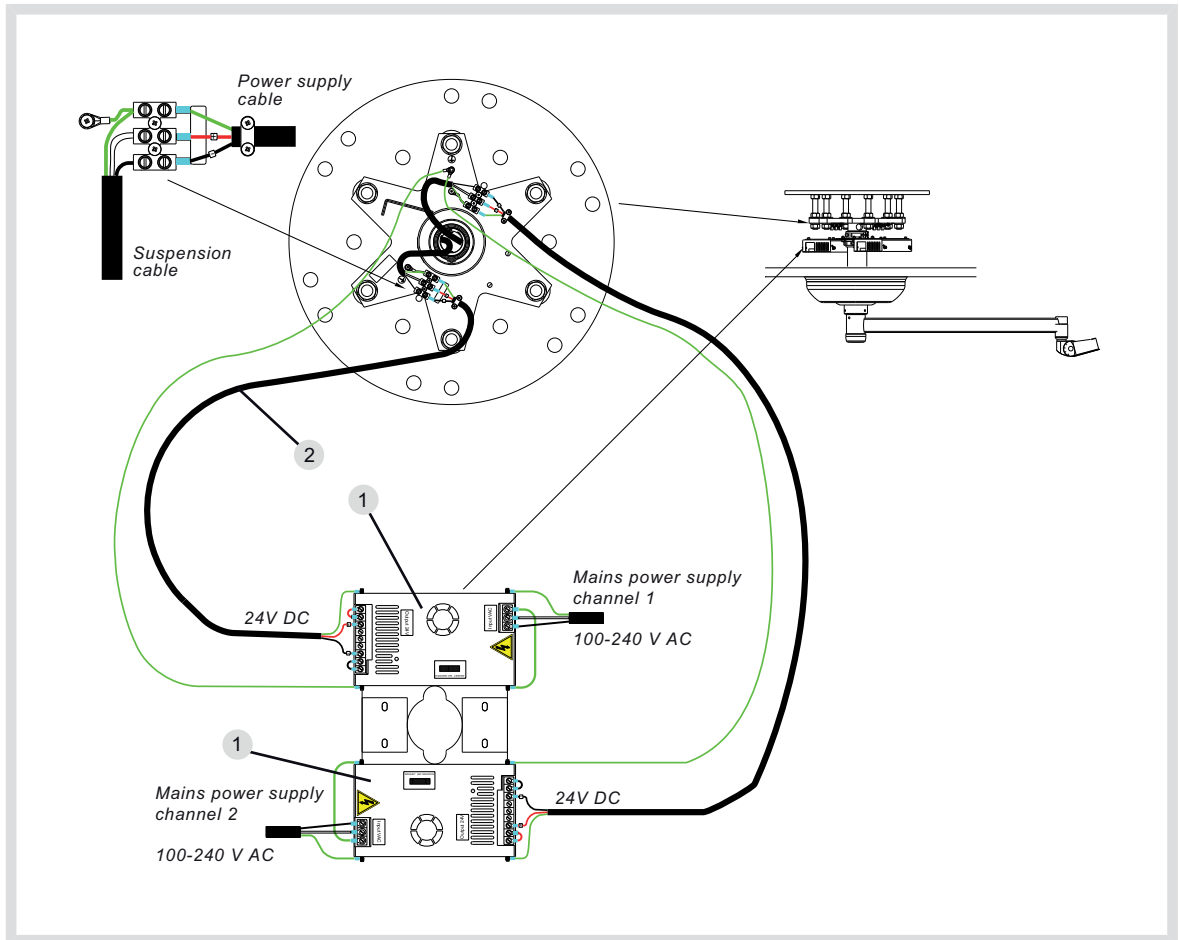 Power supply
cable
Suspension
cable
2
1
Mains power supply
channel 1
24V DC
100-240 V AC
1
Mains power supply
channel 2
24V DC
100-240 V AC